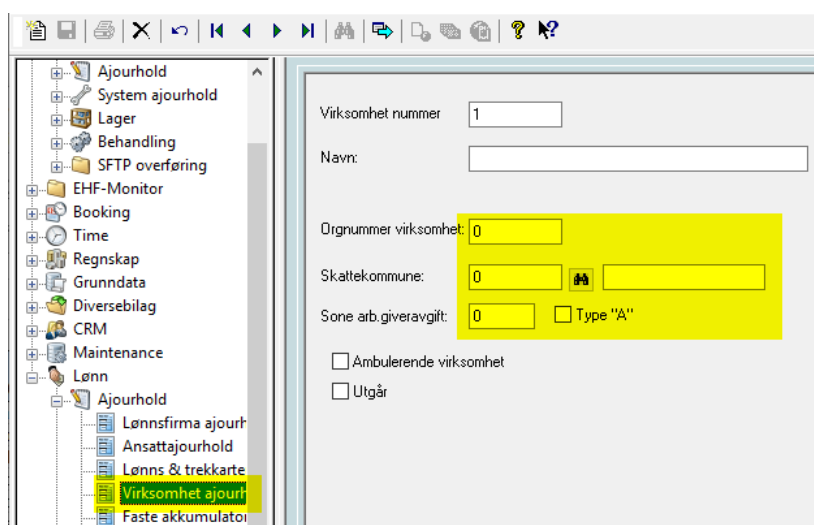 Ajourhold
System ajourhold
Lager
Behandling
SFTP overføring
EHF-Monitor
Booking
Time
Regnskap
Grunndata
Diversebilag
CRM
Maintenance
Lønn
Ajourhold
Lønnsfirma ajourh
Ansattajourhold
Lønns & trekkarte
Virksomhet ajourh
Faste akkumulator
Virksomhet nummer 1
Navn:
Orgnummer virksomhet: 0
Skattekommune: 0
Sone arb.giveravgift: 0 Type "A"
Ambulerende virksomhet
Utgår